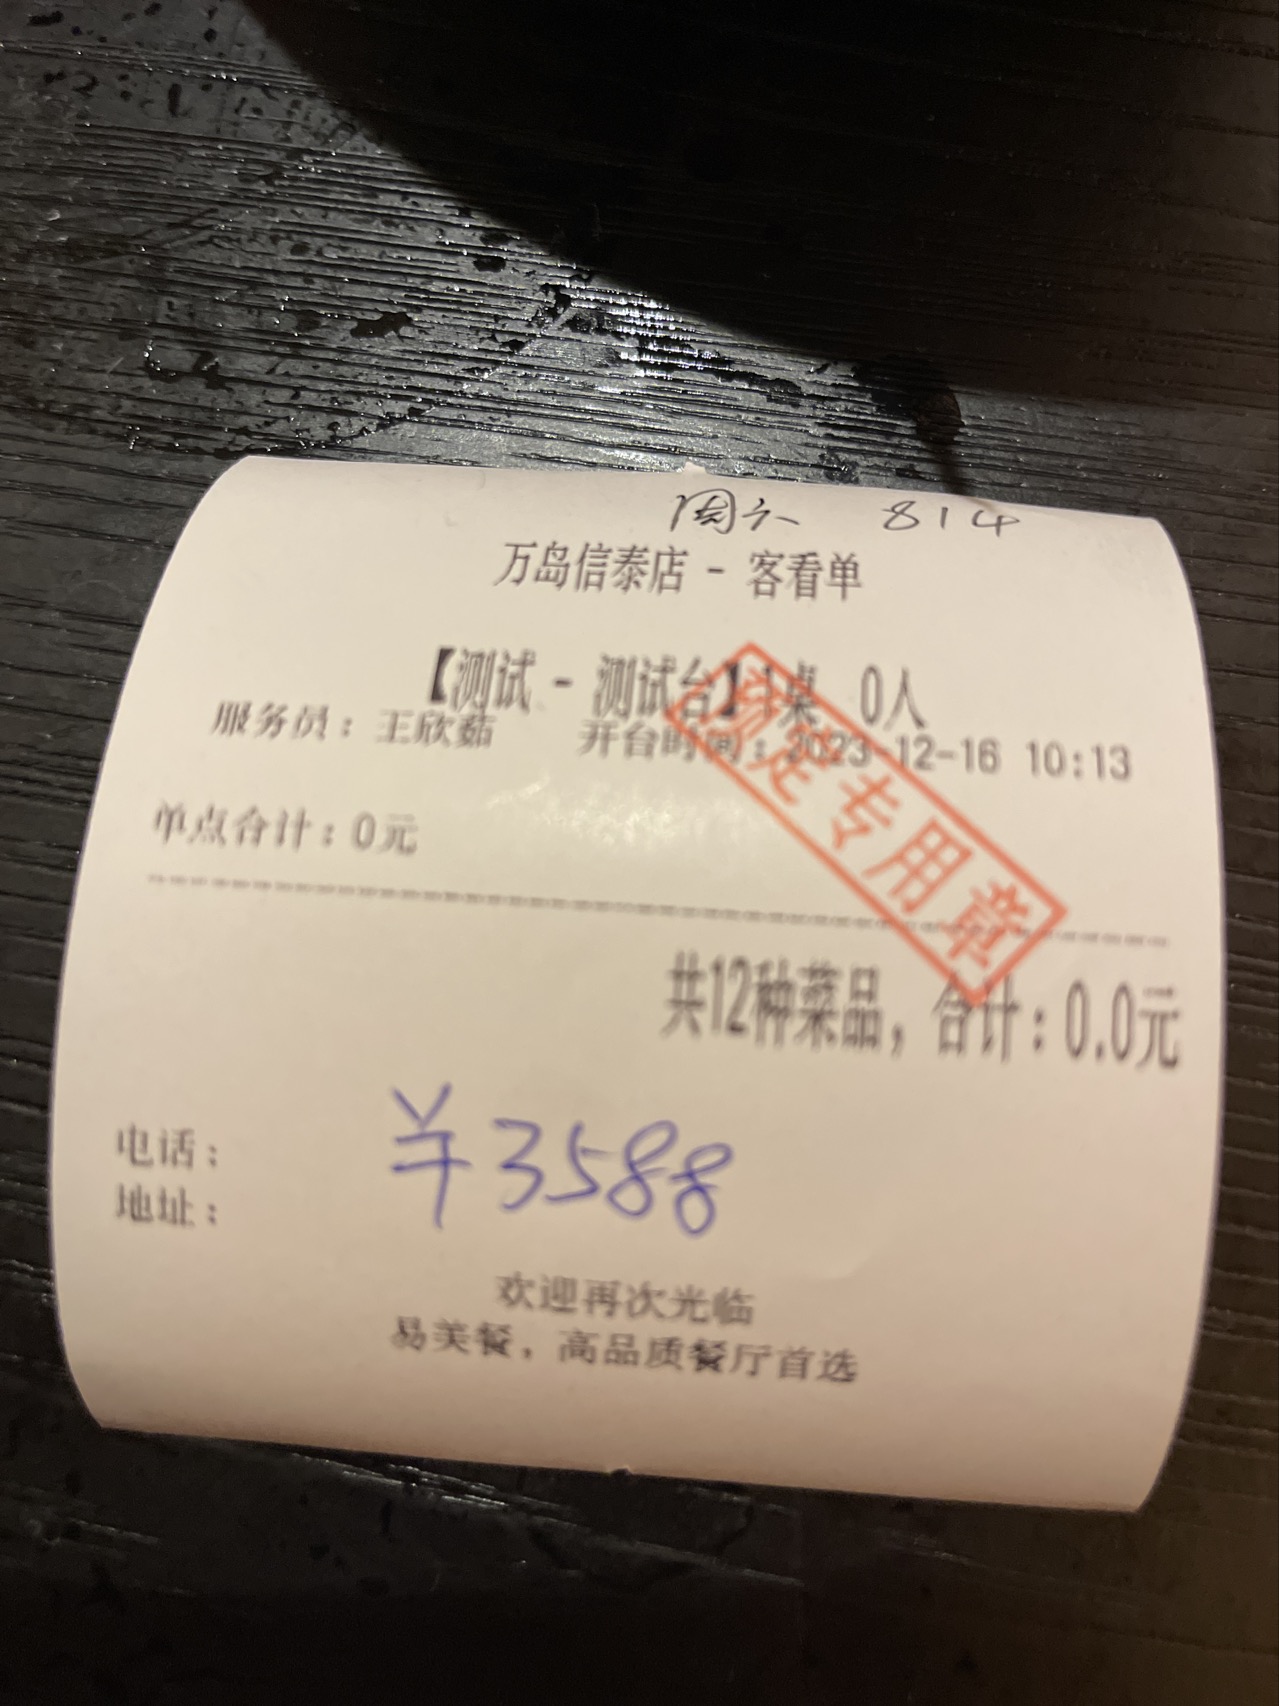 周六 814
万岛信泰店 - 客看单
【测试 - 测试台】1桌 0人
服务员：王欣茹 开台时间：2023-12-16 10:13
预定专用章
单点合计：0元
共12种菜品，合计：0.0元
￥3588
电话：
地址：
欢迎再次光临
易美餐，高品质餐厅首选